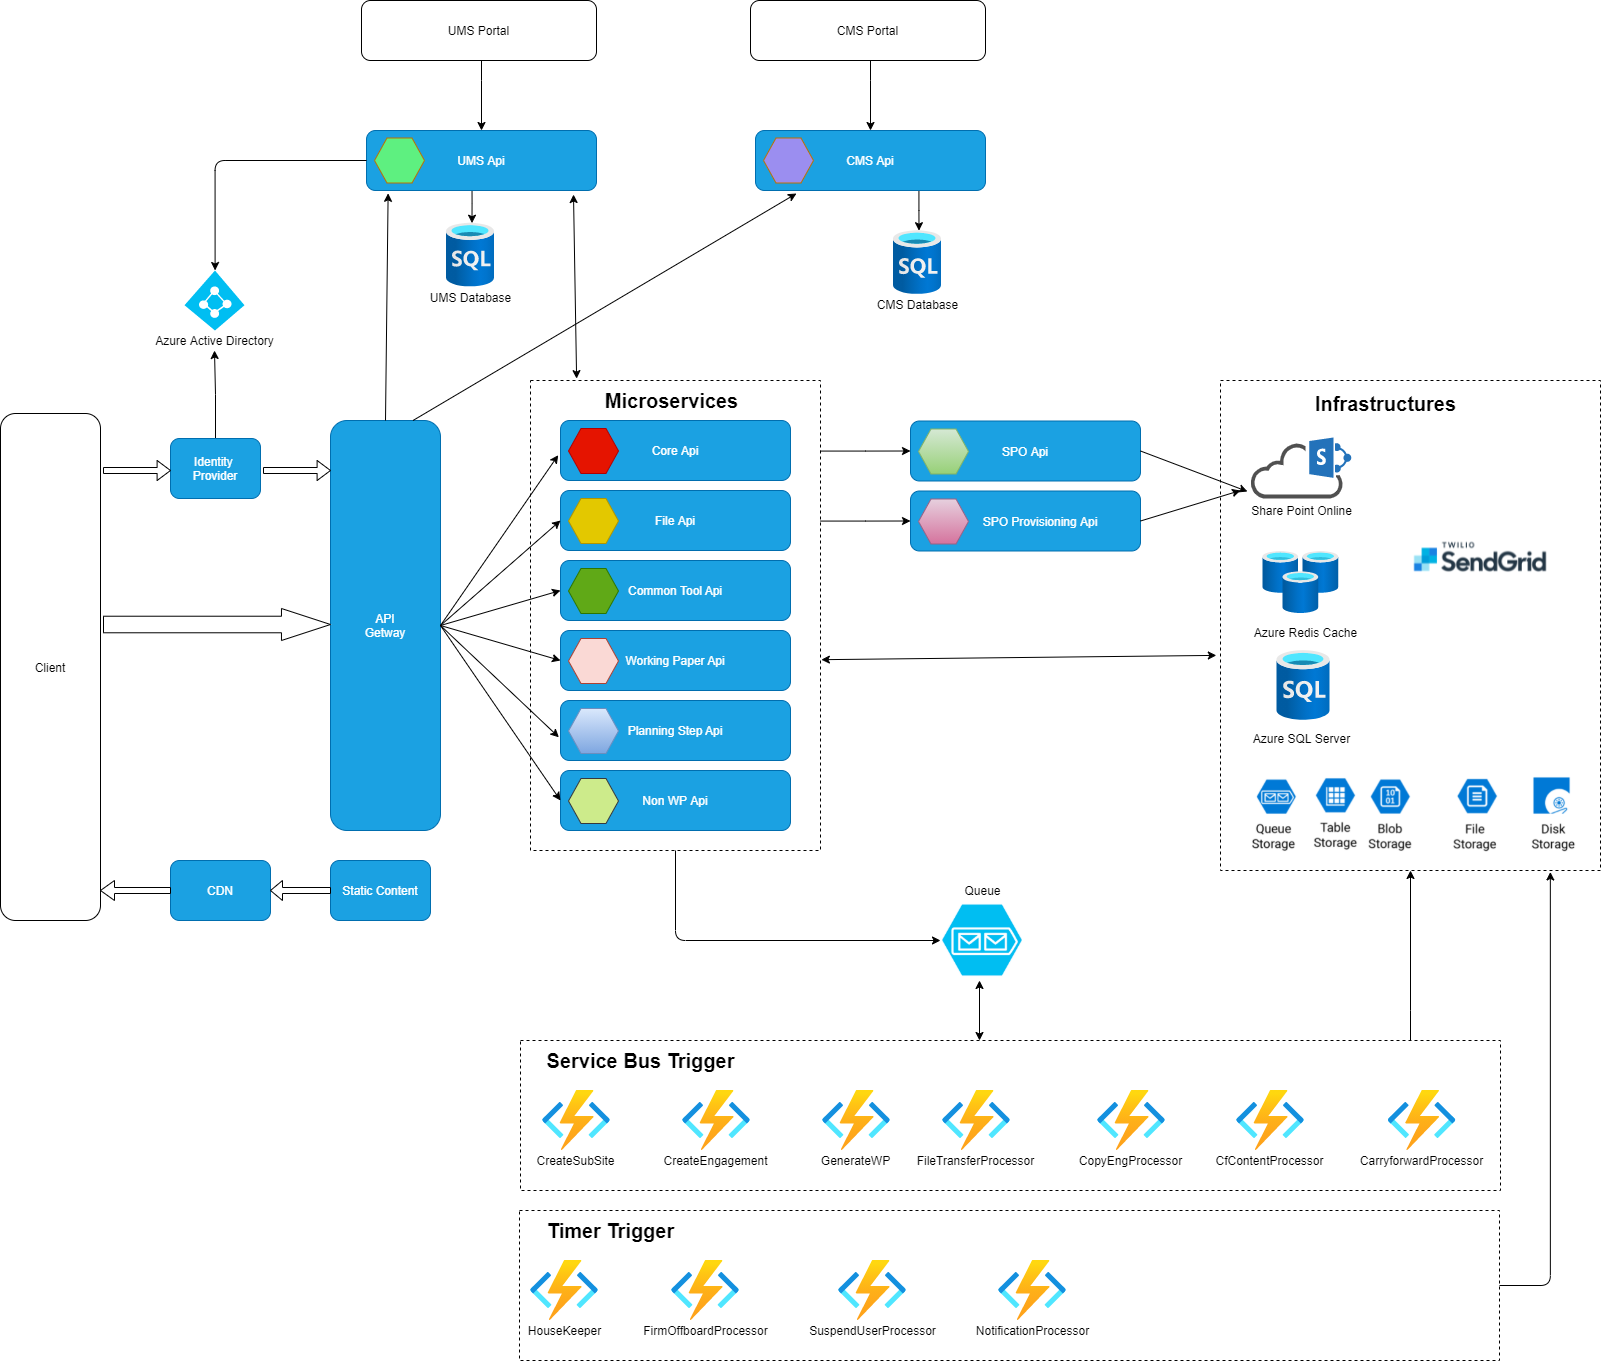 UMS Portal
CMS Portal
UMS Api
CMS Api
SQL
UMS Database
SQL
CMS Database
Azure Active Directory
Microservices
Infrastructures
Identity
Provider
Core Api
SPO Api
S
Share Point Online
File Api
SPO Provisioning Api
TWILIO
SendGrid
Common Tool Api
API
Getway
Azure Redis Cache
Client
Working Paper Api
SQL
Azure SQL Server
Planning Step Api
Non WP Api
10
01
Queue
Storage
Table
Storage
Blob
Storage
File
Storage
Disk
Storage
CDN
Static Content
Queue
Service Bus Trigger
CreateSubSite
CreateEngagement
GenerateWP
FileTransferProcessor
CopyEngProcessor
CfContentProcessor
CarryforwardProcessor
Timer Trigger
HouseKeeper
FirmOffboardProcessor
SuspendUserProcessor
NotificationProcessor